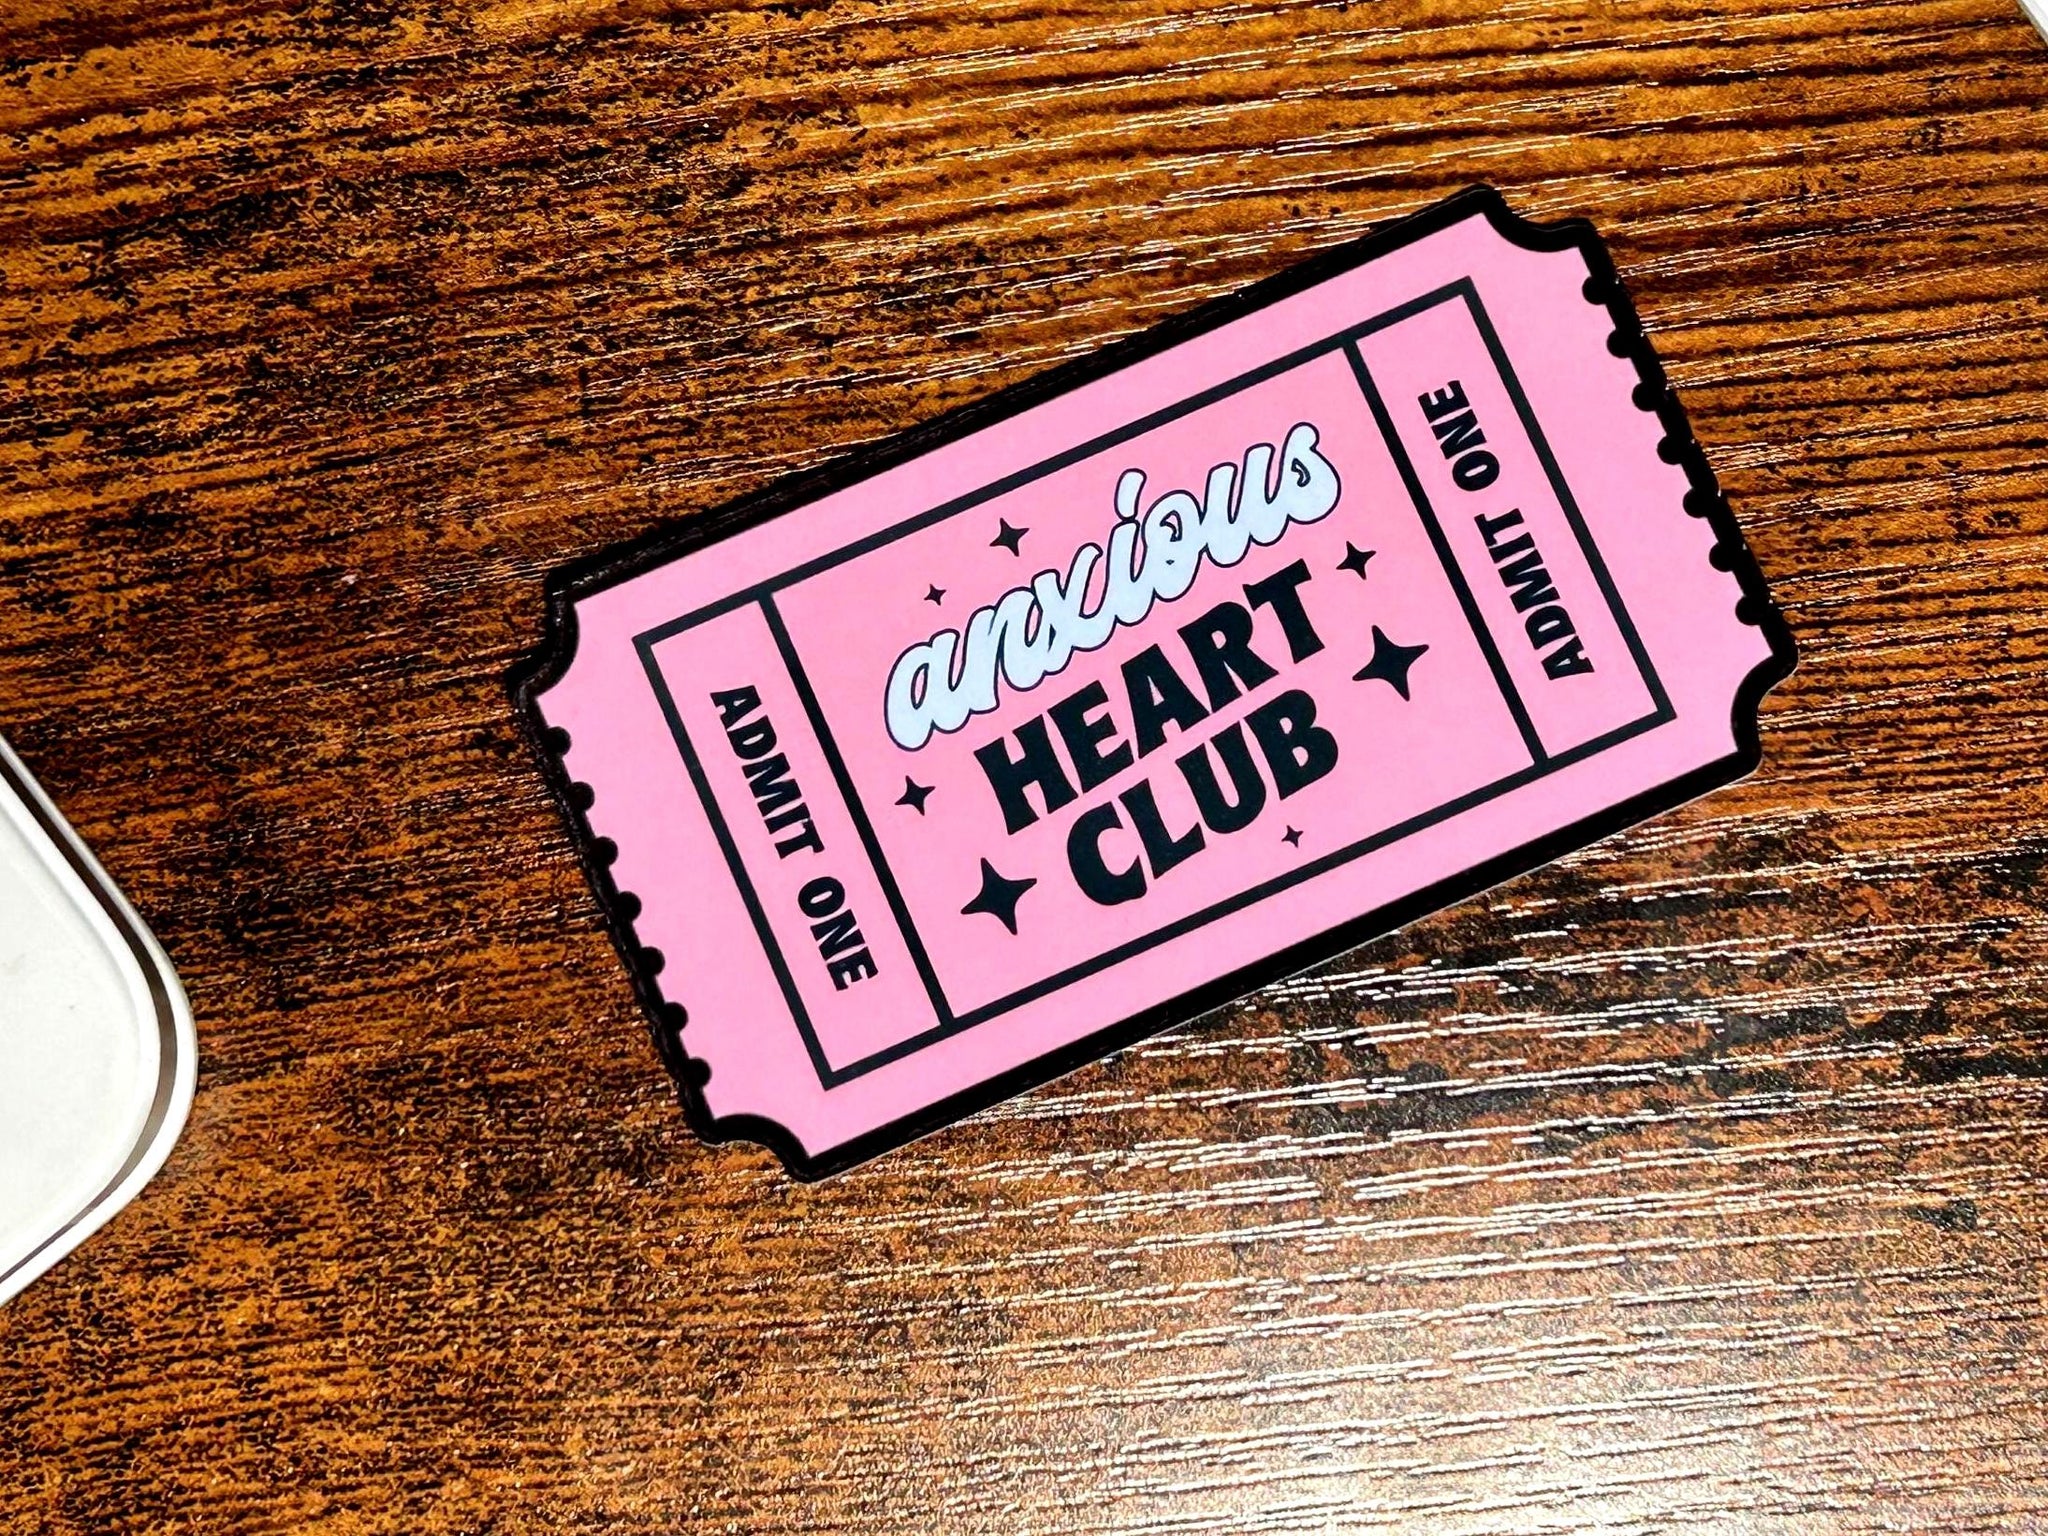 ADMIT ONE
anxious
HEART
CLUB
ADMIT ONE